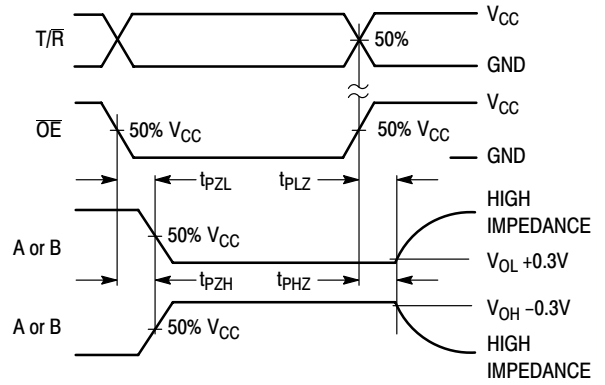 T/R̅ 50% V_CC
GND
O̅E̅ 50% V_CC 50% V_CC V_CC
GND
t_PZL t_PLZ
HIGH
IMPEDANCE
A or B 50% V_CC
V_OL +0.3V
t_PZH t_PHZ
V_OH −0.3V
A or B 50% V_CC
HIGH
IMPEDANCE